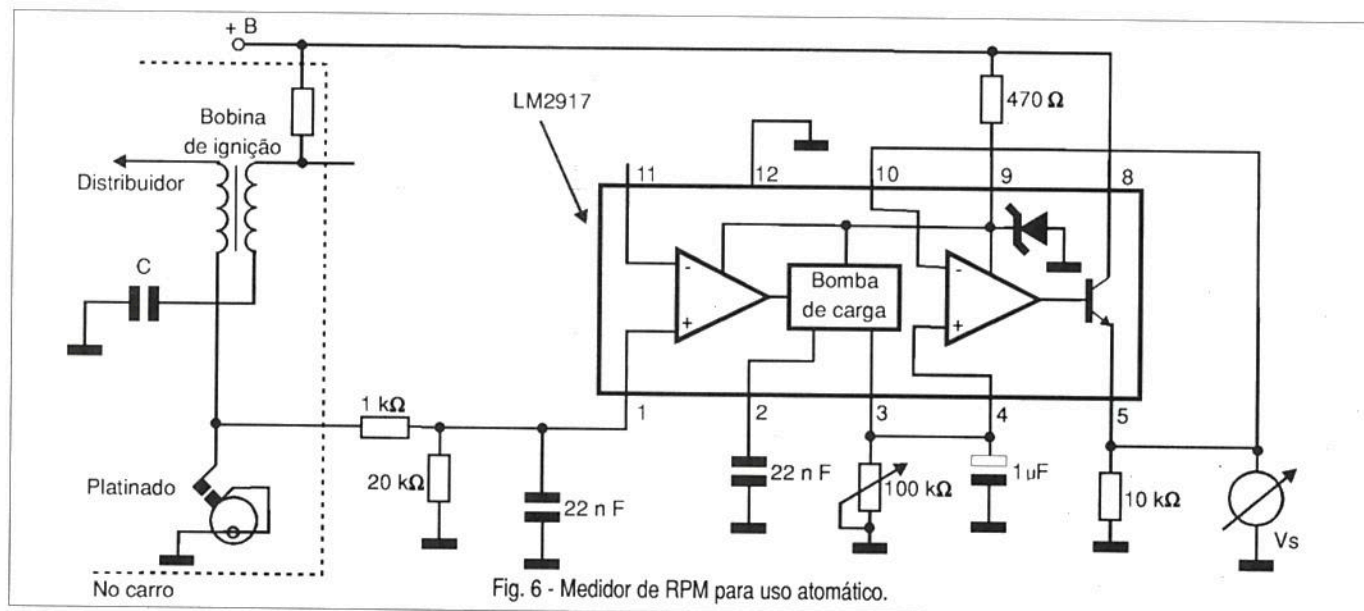 + B
LM2917
470 Ω
Bobina
de ignição
Distribuidor
11
12
10
9
8
C
-
+
Bomba
de carga
-
+
1 kΩ
1
2
3
4
5
Platinado
20 kΩ
22 n F
22 n F
100 kΩ
1µF
10 kΩ
Vs
No carro
Fig. 6 - Medidor de RPM para uso atomático.